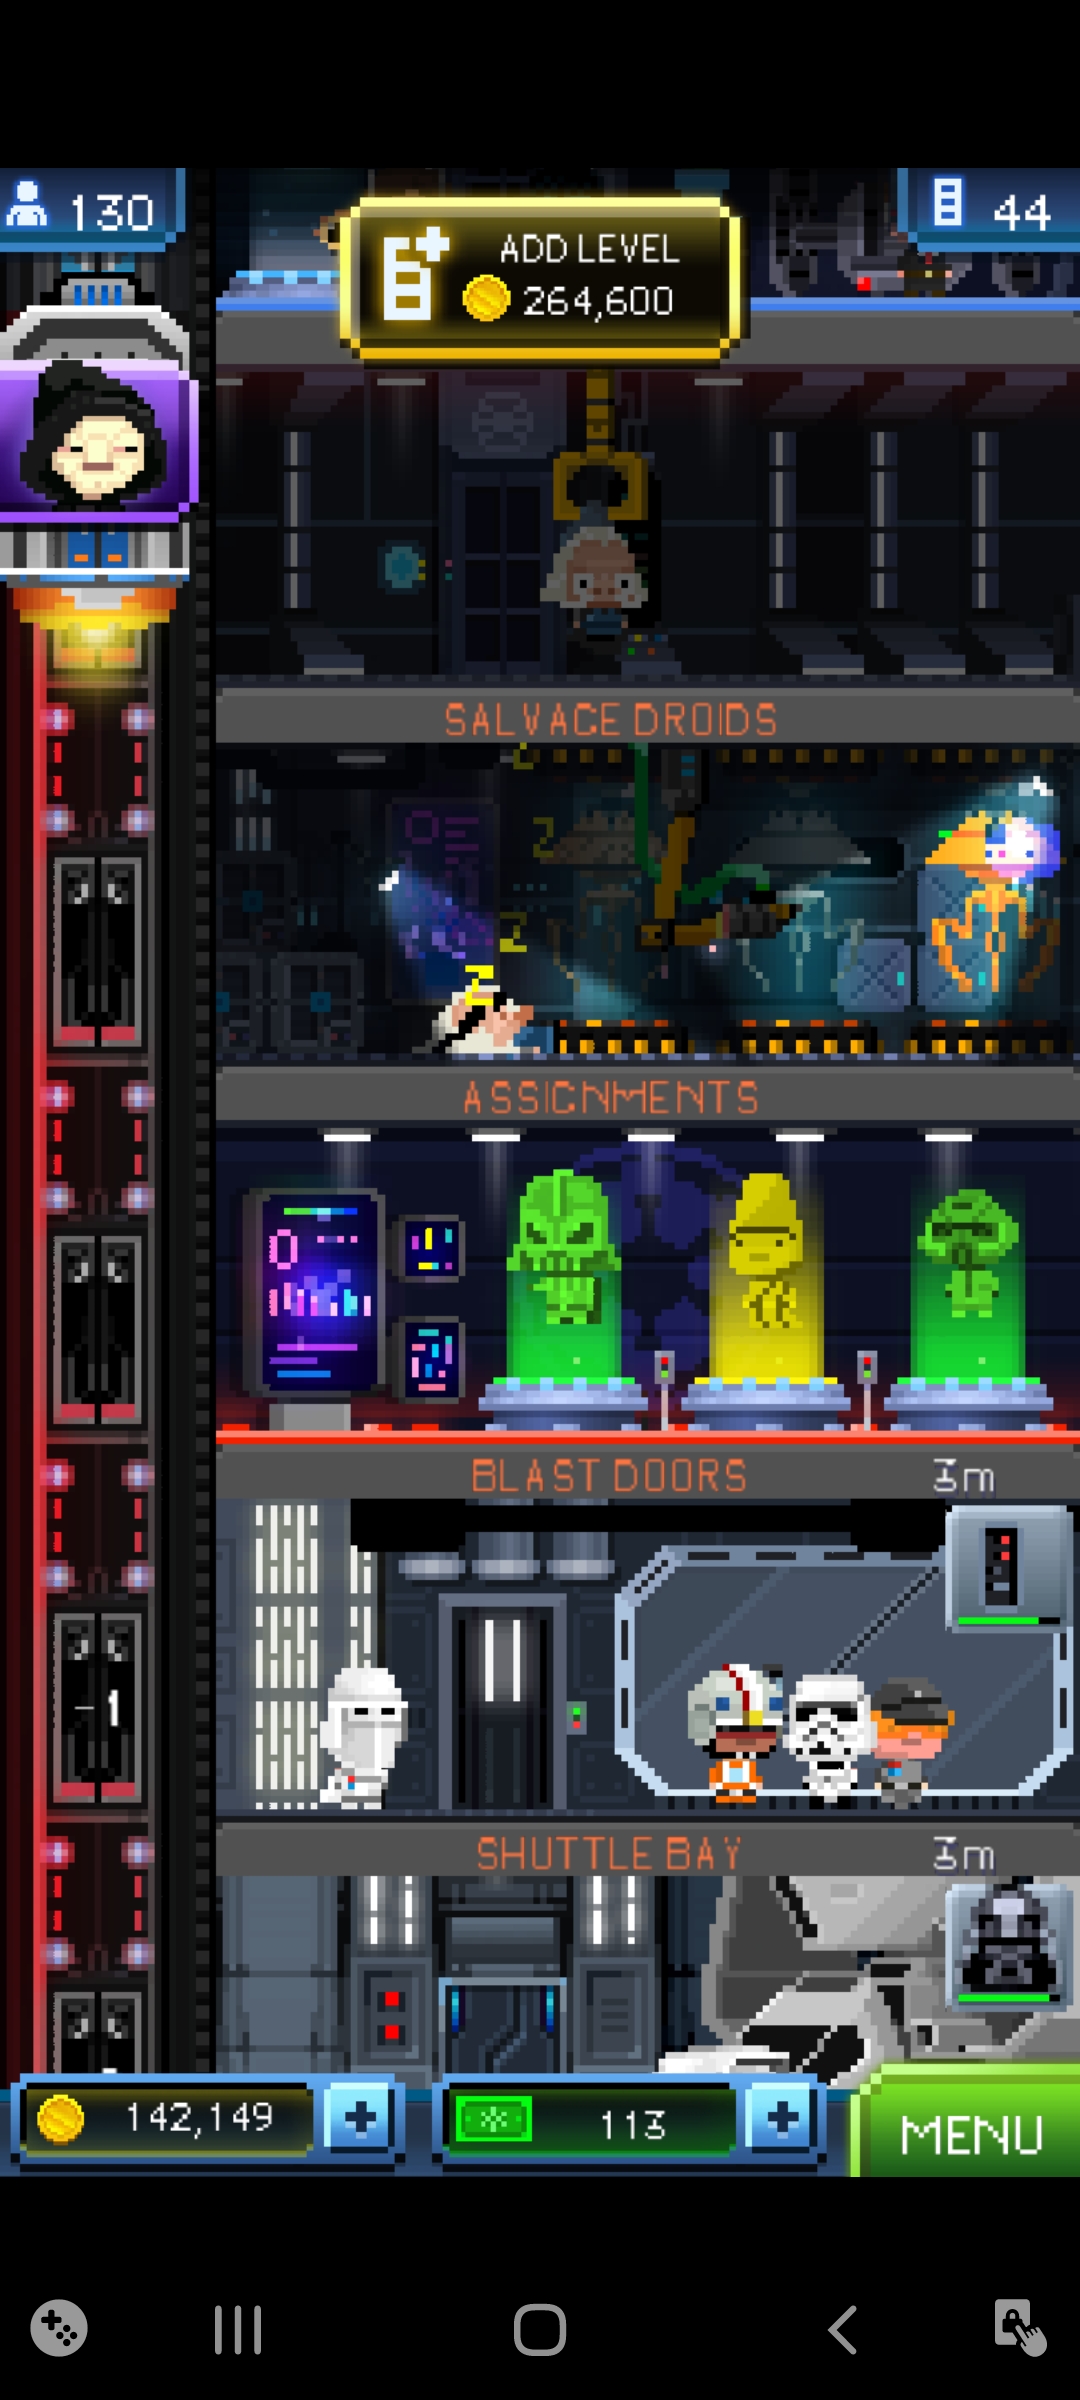 130
ADD LEVEL
264,600
44
SALVAGE DROIDS
Z
Z
Z
Z
ASSIGNMENTS
BLAST DOORS 3m
-1
SHUTTLE BAY 3m
142,149
113
MENU